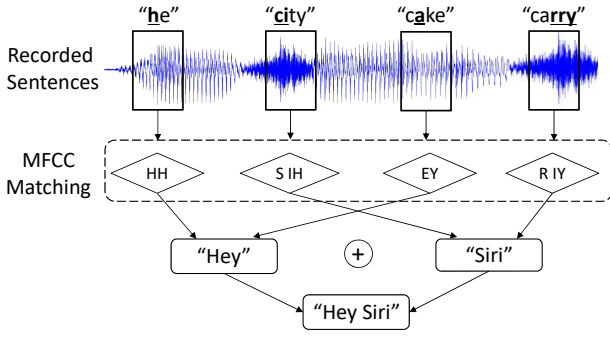 “he” “city” “cake” “carry”
Recorded
Sentences
MFCC
Matching
HH S IH EY R IY
“Hey” + “Siri”
“Hey Siri”